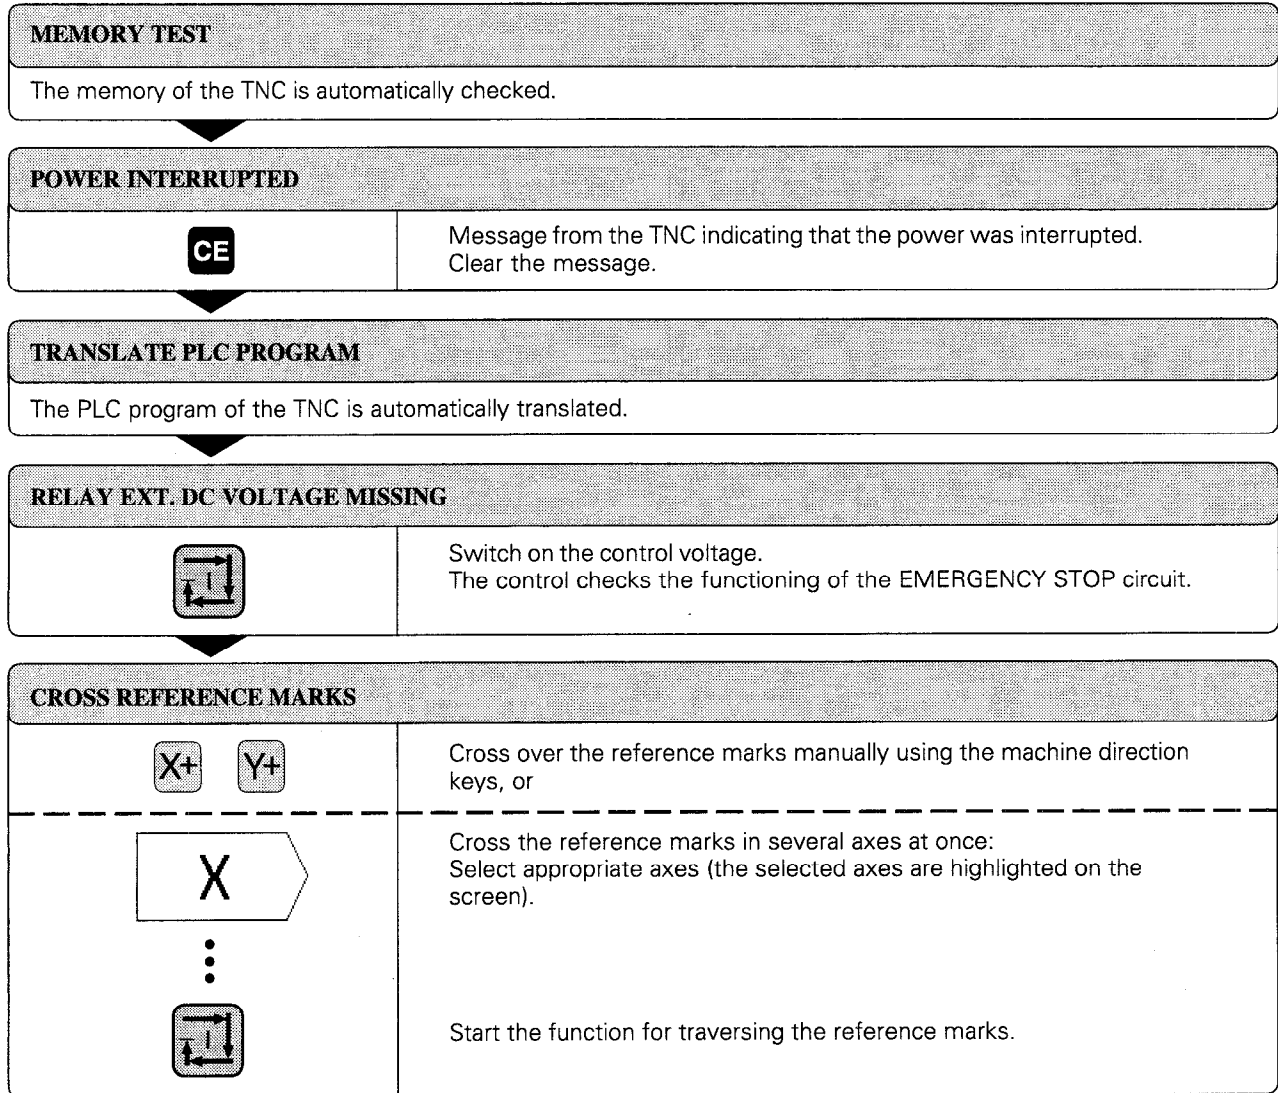 MEMORY TEST
The memory of the TNC is automatically checked.
POWER INTERRUPTED
CE
Message from the TNC indicating that the power was interrupted.
Clear the message.
TRANSLATE PLC PROGRAM
The PLC program of the TNC is automatically translated.
RELAY EXT. DC VOLTAGE MISSING
I
Switch on the control voltage.
The control checks the functioning of the EMERGENCY STOP circuit.
CROSS REFERENCE MARKS
X+ Y+
Cross over the reference marks manually using the machine direction
keys, or
X
Cross the reference marks in several axes at once:
Select appropriate axes (the selected axes are highlighted on the
screen).
I
Start the function for traversing the reference marks.